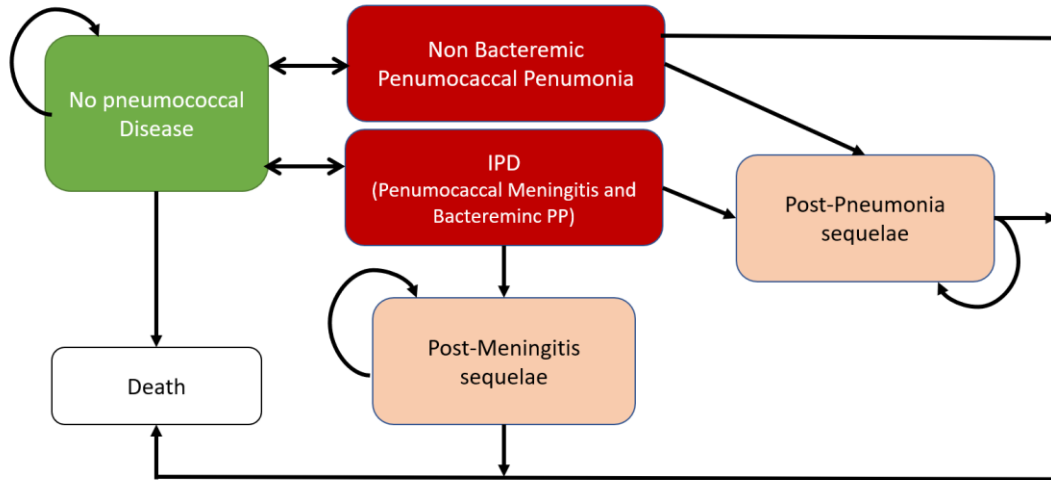 No pneumococcal
Disease
Non Bacteremic
Penumocaccal Penumonia
IPD
(Penumocaccal Meningitis and
Bactereminc PP)
Post-Pneumonia
sequelae
Post-Meningitis
sequelae
Death